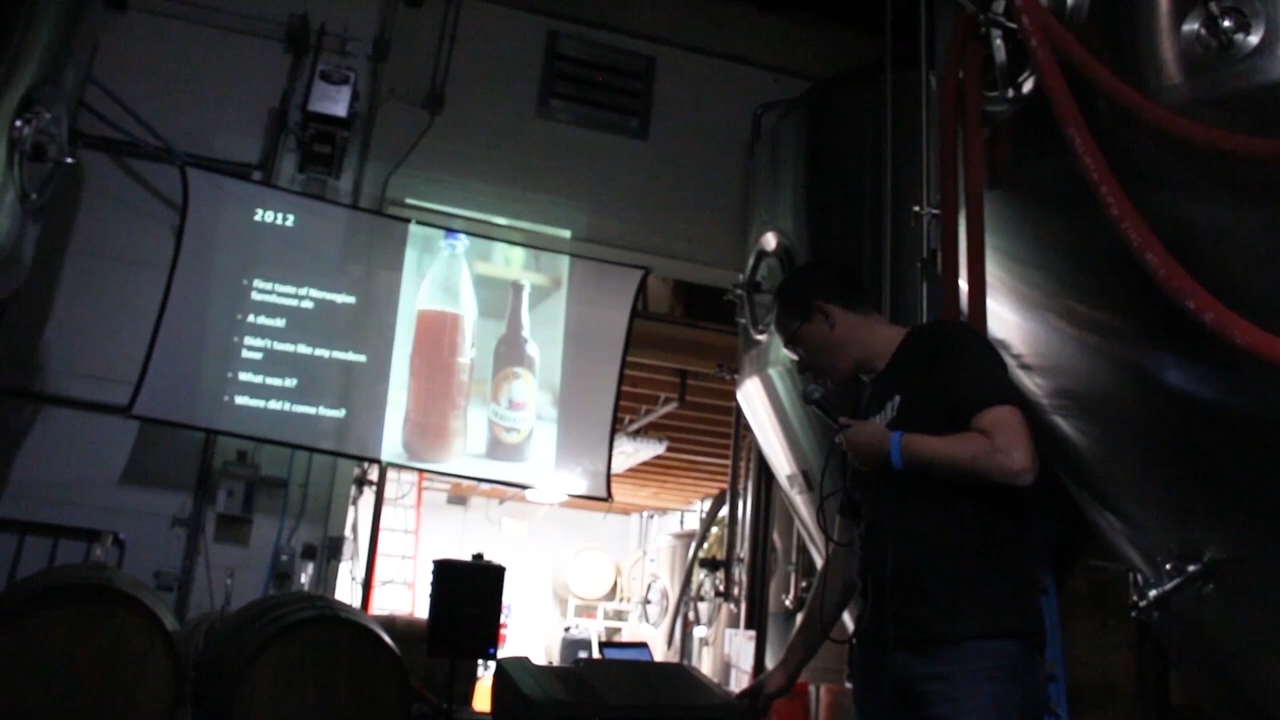 2012
First taste of Norwegian
farmhouse ale
A shock!
Didn't taste like any modern
beer
What was it?
Where did it come from?